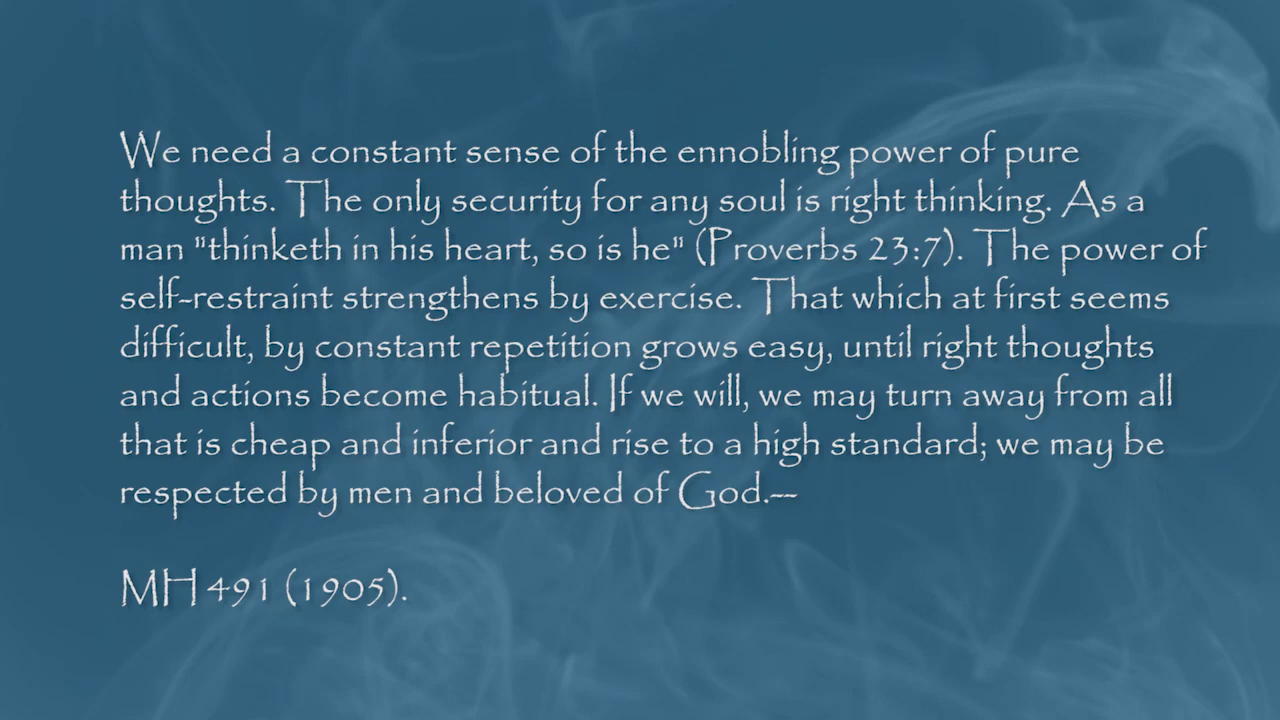 We need a constant sense of the ennobling power of pure
thoughts. The only security for any soul is right thinking. As a
man "thinketh in his heart, so is he" (Proverbs 23:7). The power of
self-restraint strengthens by exercise. That which at first seems
difficult, by constant repetition grows easy, until right thoughts
and actions become habitual. If we will, we may turn away from all
that is cheap and inferior and rise to a high standard; we may be
respected by men and beloved of God.--
MH 491 (1905).